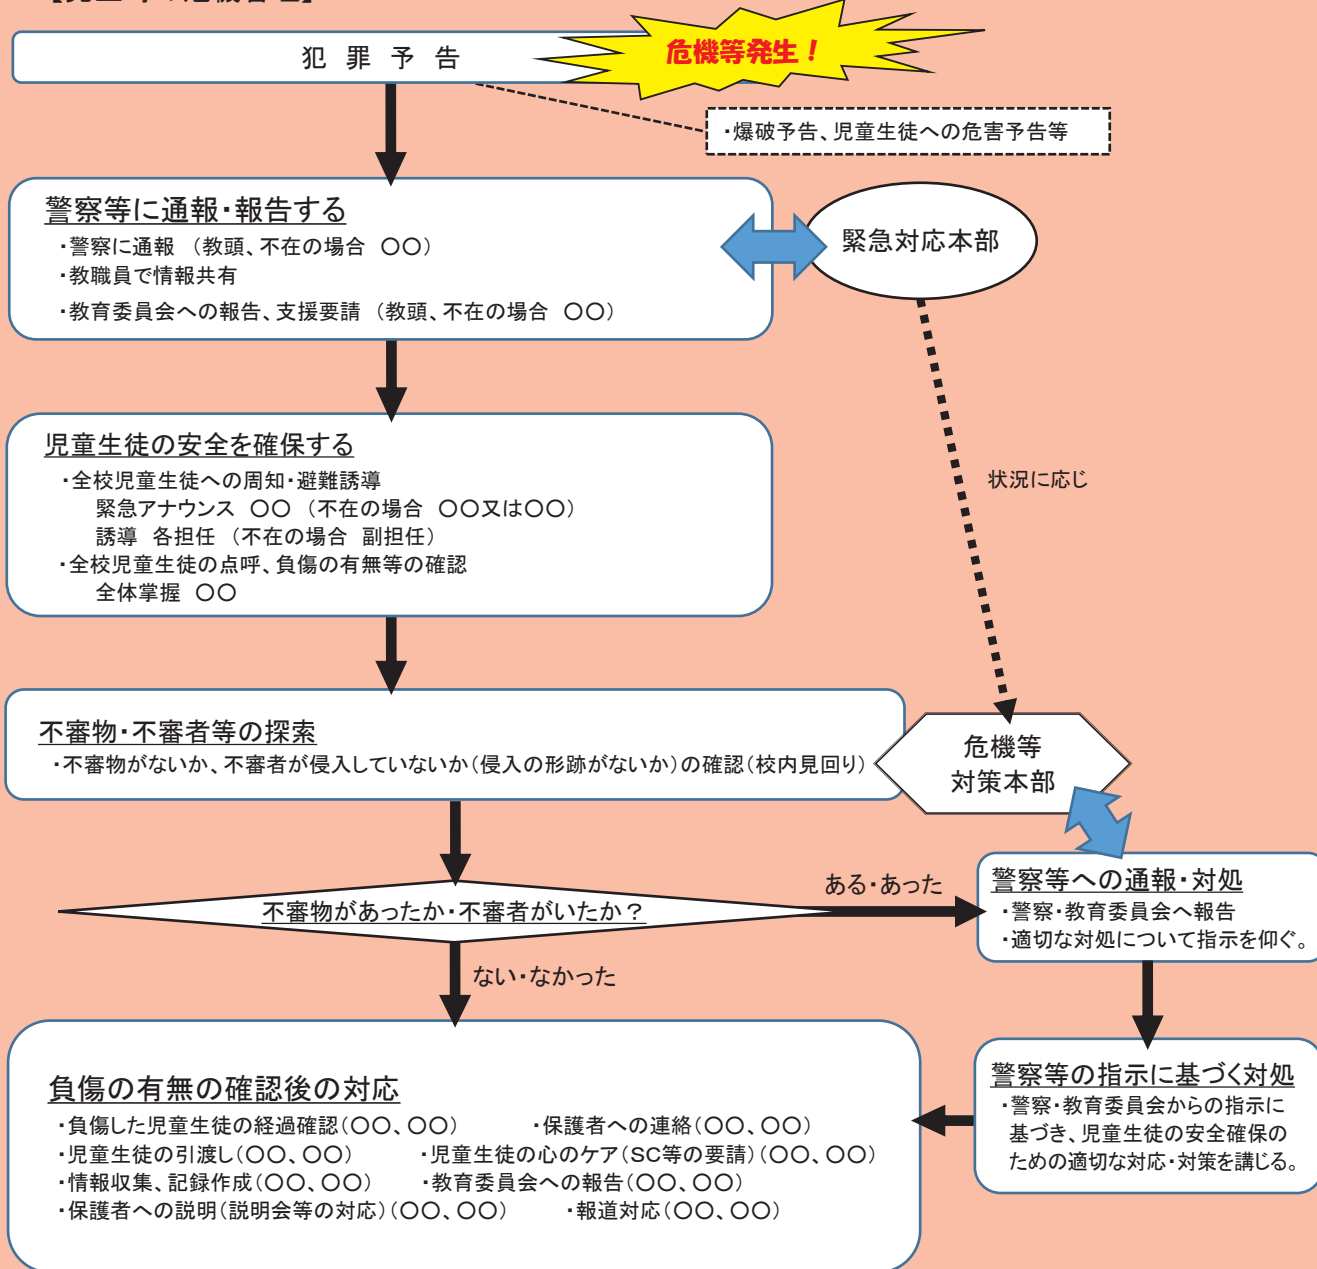 犯 罪 予 告
危機等発生！
・爆破予告、児童生徒への危害予告等
警察等に通報・報告する
・警察に通報 （教頭、不在の場合 〇〇）
・教職員で情報共有
・教育委員会への報告、支援要請 （教頭、不在の場合 〇〇）
緊急対応本部
児童生徒の安全を確保する
・全校児童生徒への周知・避難誘導
緊急アナウンス 〇〇 （不在の場合 〇〇又は〇〇）
誘導 各担任 （不在の場合 副担任）
・全校児童生徒の点呼、負傷の有無等の確認
全体掌握 〇〇
状況に応じ
不審物・不審者等の探索
・不審物がないか、不審者が侵入していないか（侵入の形跡がないか）の確認（校内見回り）
危機等
対策本部
不審物があったか・不審者がいたか？
ある・あった
警察等への通報・対処
・警察・教育委員会へ報告
・適切な対処について指示を仰ぐ。
ない・なかった
警察等の指示に基づく対処
・警察・教育委員会からの指示に
基づき、児童生徒の安全確保の
ための適切な対応・対策を講じる。
負傷の有無の確認後の対応
・負傷した児童生徒の経過確認（〇〇、〇〇） ・保護者への連絡（〇〇、〇〇）
・児童生徒の引渡し（〇〇、〇〇） ・児童生徒の心のケア（SC等の要請）（〇〇、〇〇）
・情報収集、記録作成（〇〇、〇〇） ・教育委員会への報告（〇〇、〇〇）
・保護者への説明（説明会等の対応）（〇〇、〇〇） ・報道対応（〇〇、〇〇）